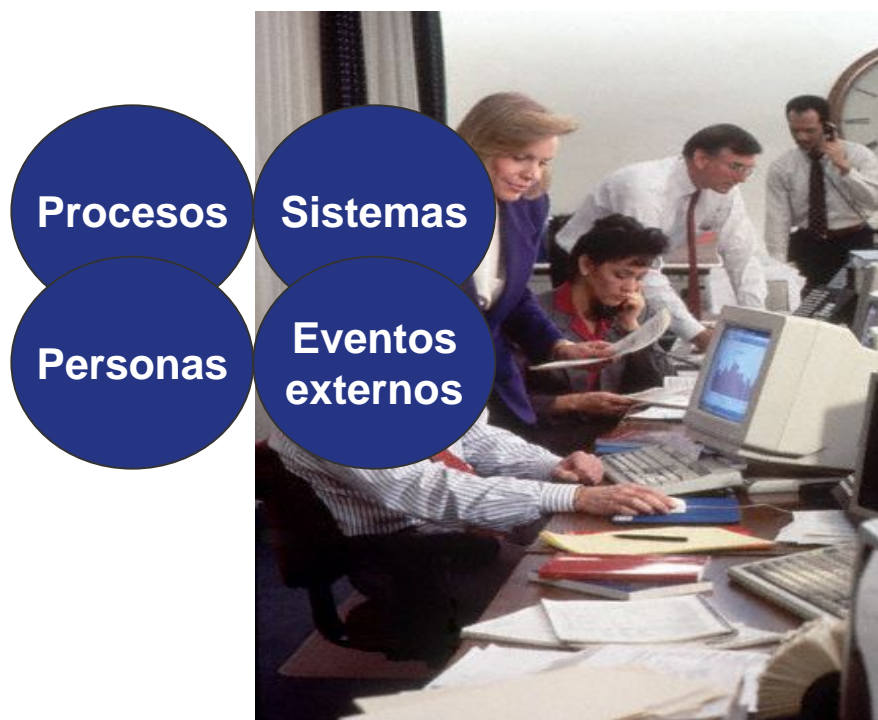 Procesos
Sistemas
Personas
Eventos
externos